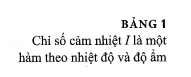 BẢNG 1
Chỉ số cảm nhiệt I là một
hàm theo nhiệt độ và độ ẩm